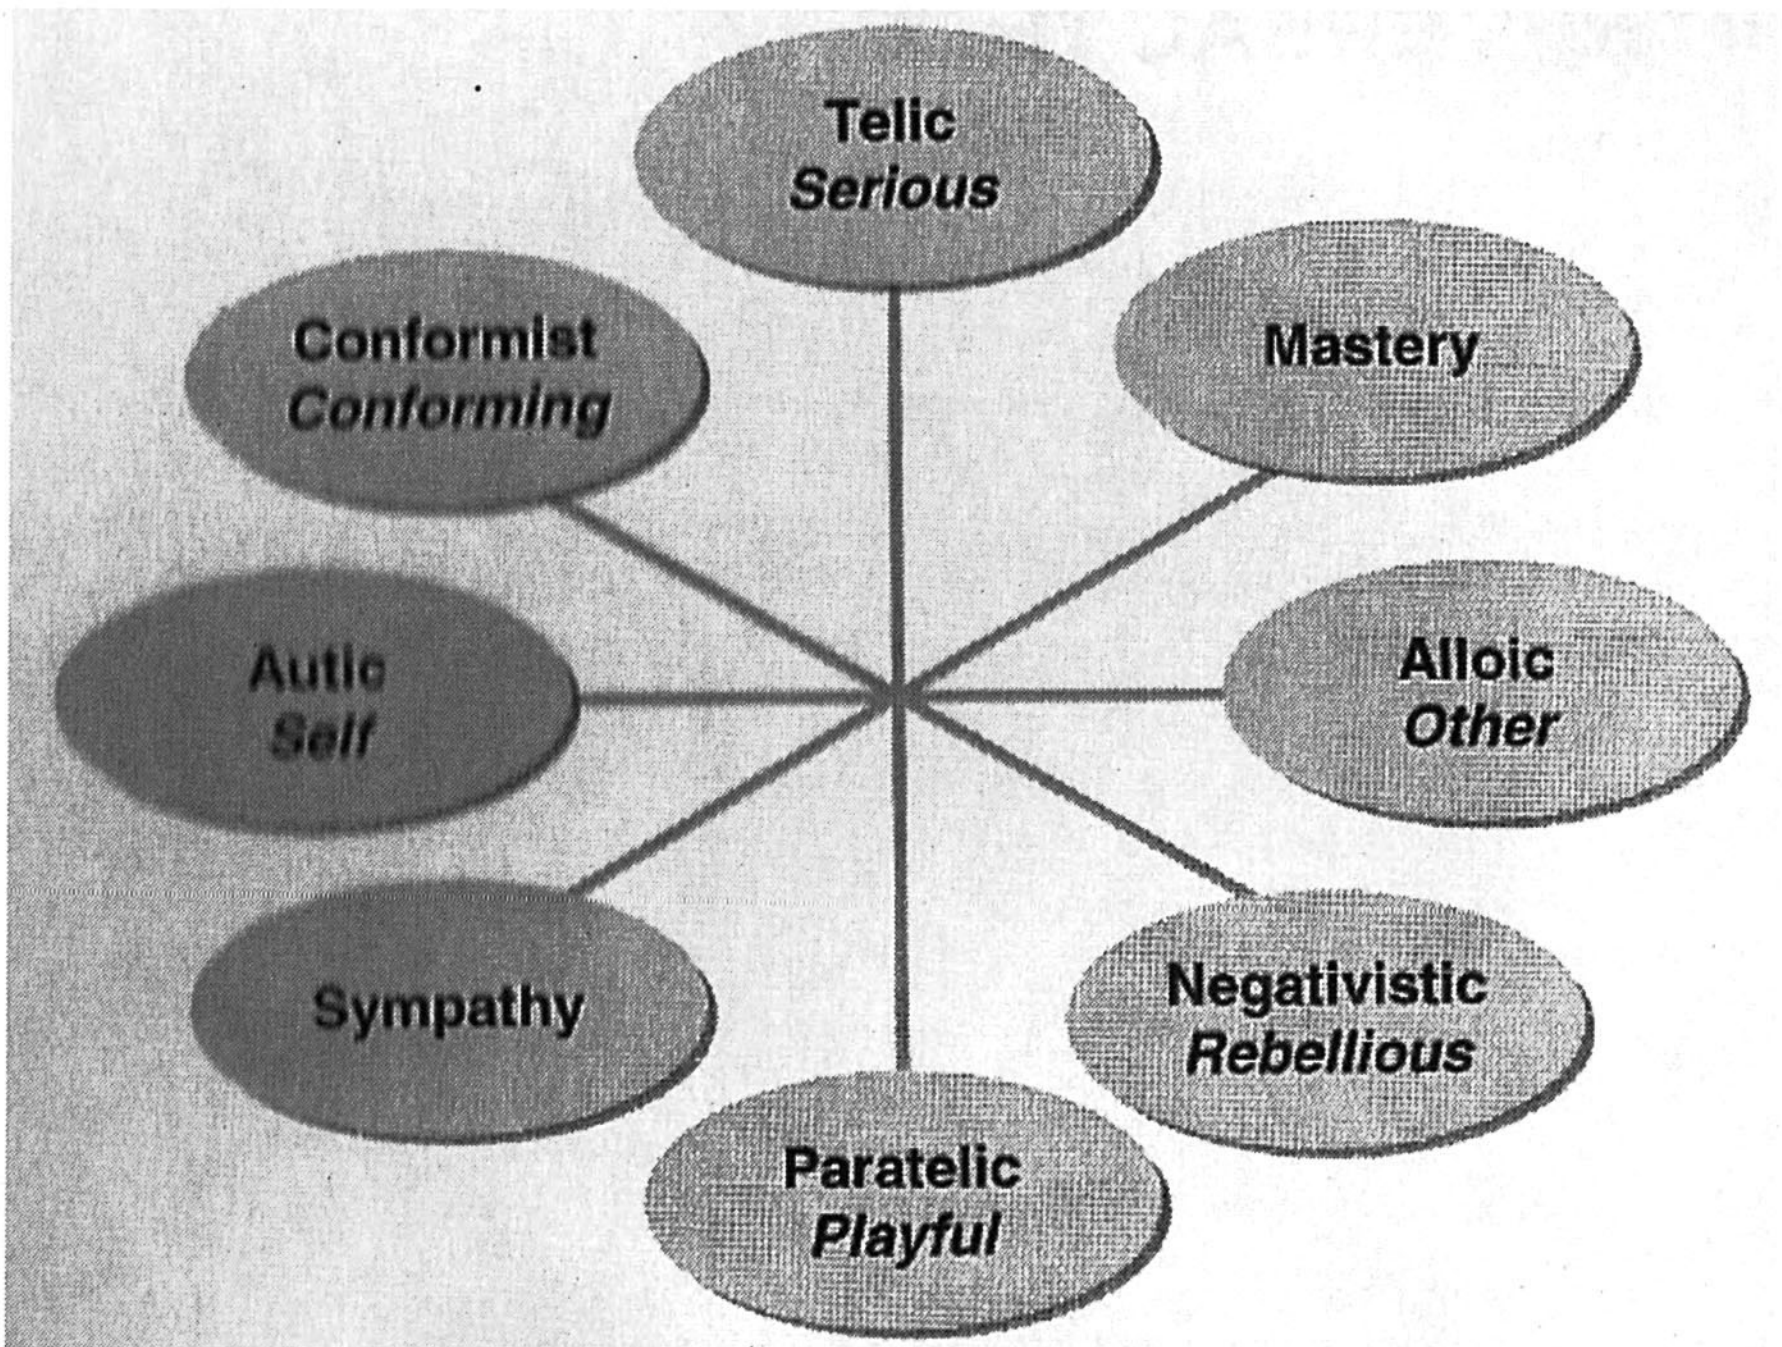 Telic
Serious
Conformist
Conforming
Mastery
Autic
Self
Alloic
Other
Sympathy
Negativistic
Rebellious
Paratelic
Playful